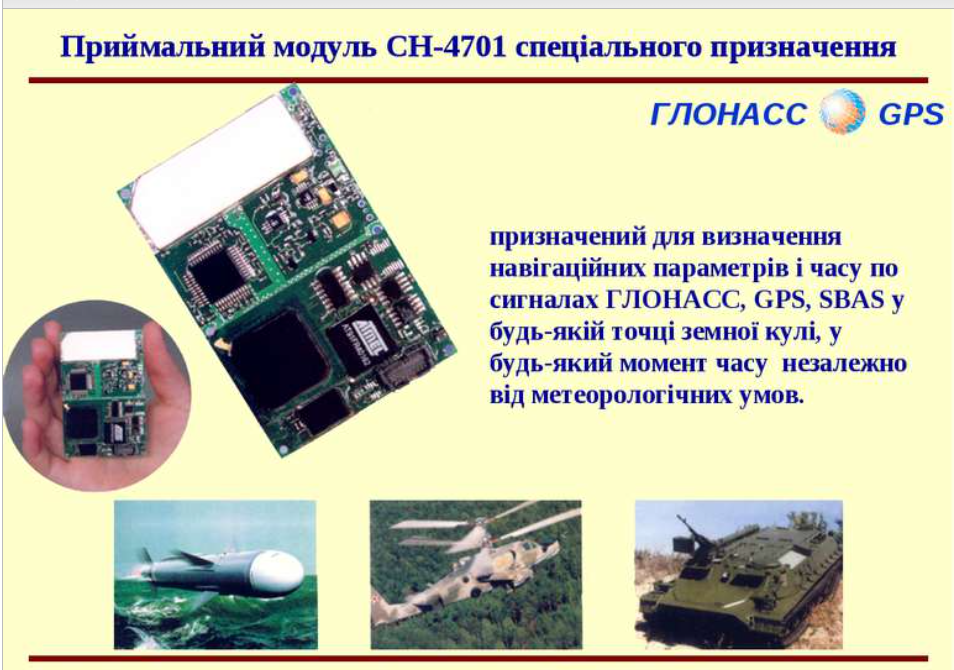 Приймальний модуль СН-4701 спеціального призначення
ГЛОНАСС GPS
призначений для визначення
навігаційних параметрів і часу по
сигналах ГЛОНАСС, GPS, SBAS у
будь-якій точці земної кулі, у
будь-який момент часу незалежно
від метеорологічних умов.
ATMEL